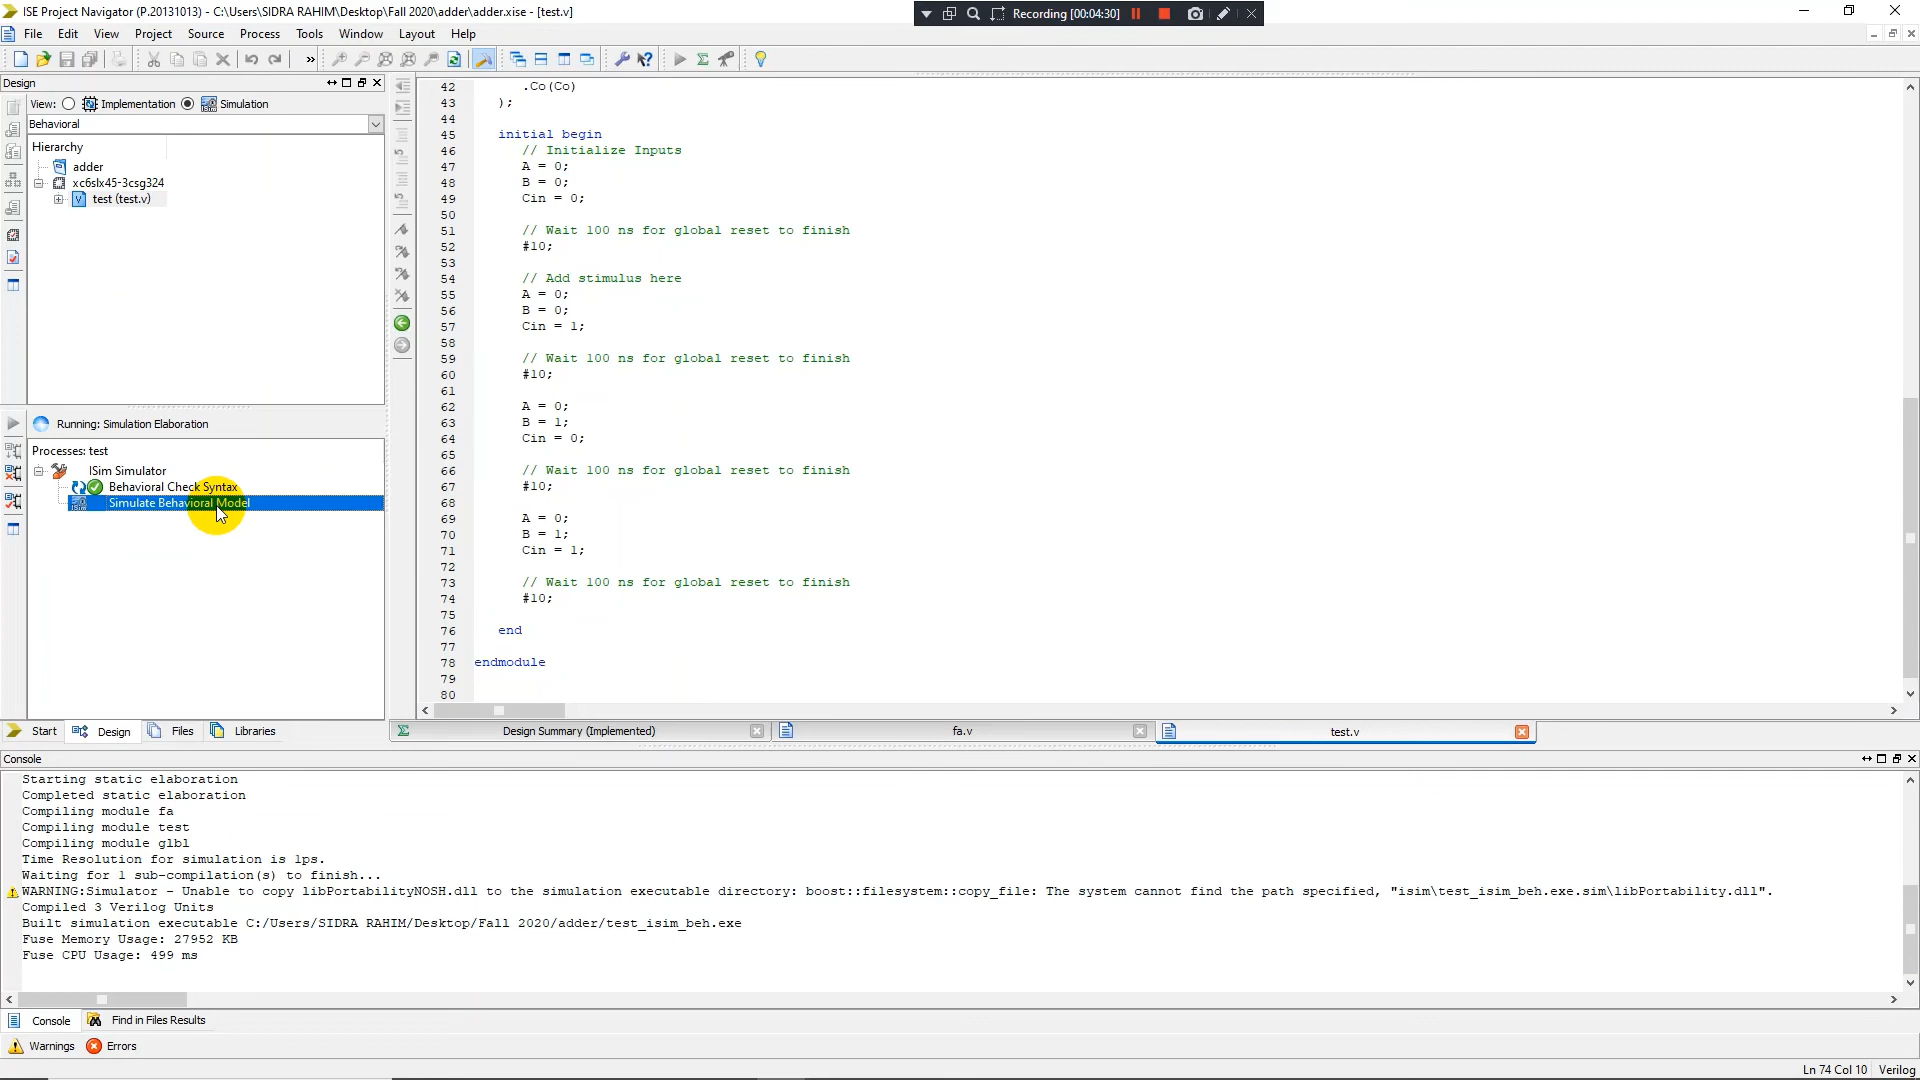 ISE Project Navigator (P.20131013) - C:\Users\SIDRA RAHIM\Desktop\Fall 2020\adder\adder.xise - [test.v]
Recording [00:04:30]
File Edit View Project Source Process Tools Window Layout Help
Design
View: Implementation Simulation
Behavioral
Hierarchy
adder
xc6slx45-3csg324
test (test.v)
Running: Simulation Elaboration
Processes: test
ISim Simulator
Behavioral Check Syntax
Simulate Behavioral Model
42 .Co(Co)
43 );
44
45 initial begin
46 // Initialize Inputs
47 A = 0;
48 B = 0;
49 Cin = 0;
50
51 // Wait 100 ns for global reset to finish
52 #10;
53
54 // Add stimulus here
55 A = 0;
56 B = 0;
57 Cin = 1;
58
59 // Wait 100 ns for global reset to finish
60 #10;
61
62 A = 0;
63 B = 1;
64 Cin = 0;
65
66 // Wait 100 ns for global reset to finish
67 #10;
68
69 A = 0;
70 B = 1;
71 Cin = 1;
72
73 // Wait 100 ns for global reset to finish
74 #10;
75
76 end
77
78 endmodule
79
80
Start Design Files Libraries
Design Summary (Implemented) fa.v test.v
Console
Starting static elaboration
Completed static elaboration
Compiling module fa
Compiling module test
Compiling module glbl
Time Resolution for simulation is 1ps.
Waiting for 1 sub-compilation(s) to finish...
WARNING:Simulator - Unable to copy libPortabilityNOSH.dll to the simulation executable directory: boost::filesystem::copy_file: The system cannot find the path specified, "isim\test_isim_beh.exe.sim\libPortability.dll".
Compiled 3 Verilog Units
Built simulation executable C:/Users/SIDRA RAHIM/Desktop/Fall 2020/adder/test_isim_beh.exe
Fuse Memory Usage: 27952 KB
Fuse CPU Usage: 499 ms
Console Find in Files Results
Warnings Errors
Ln 74 Col 10 Verilog